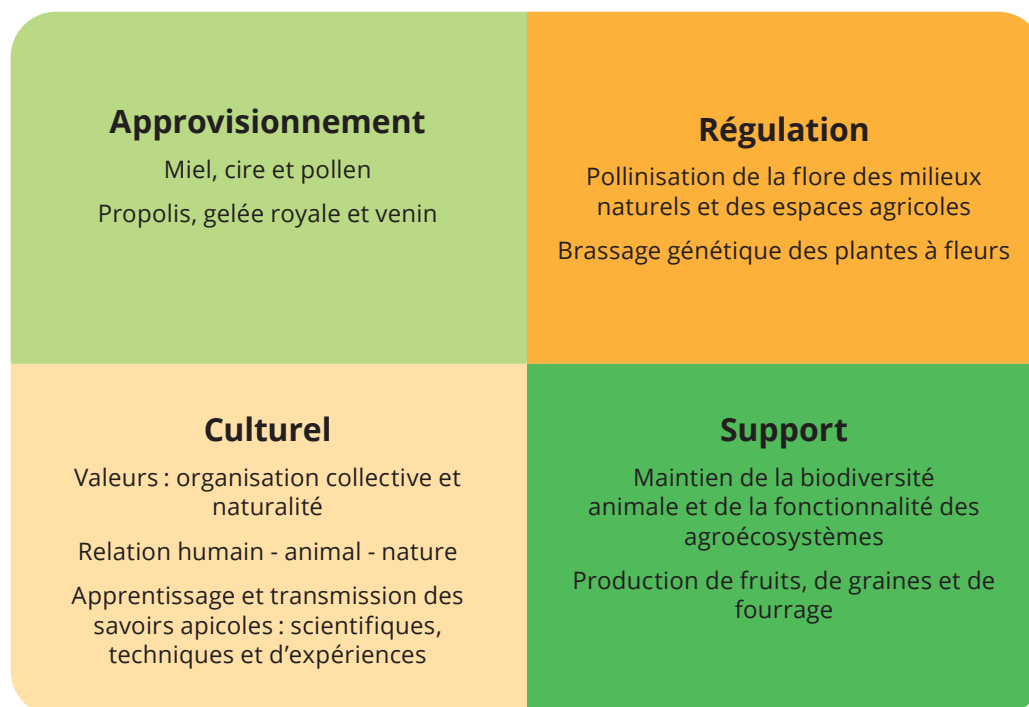 Approvisionnement
Miel, cire et pollen
Propolis, gelée royale et venin
Régulation
Pollinisation de la flore des milieux
naturels et des espaces agricoles
Brassage génétique des plantes à fleurs
Culturel
Valeurs : organisation collective et
naturalité
Relation humain - animal - nature
Apprentissage et transmission des
savoirs apicoles : scientifiques,
techniques et d’expériences
Support
Maintien de la biodiversité
animale et de la fonctionnalité des
agroécosystèmes
Production de fruits, de graines et de
fourrage